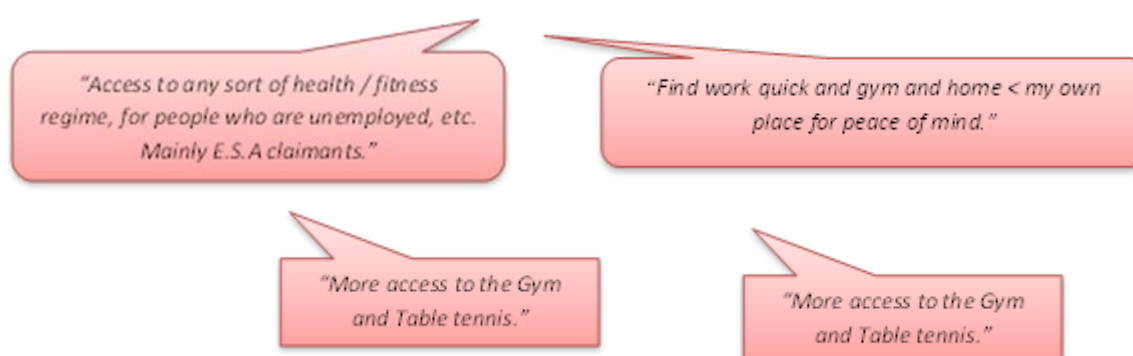 “Access to any sort of health / fitness
regime, for people who are unemployed, etc.
Mainly E.S.A claimants.”
“Find work quick and gym and home < my own
place for peace of mind.”
“More access to the Gym
and Table tennis.”
“More access to the Gym
and Table tennis.”